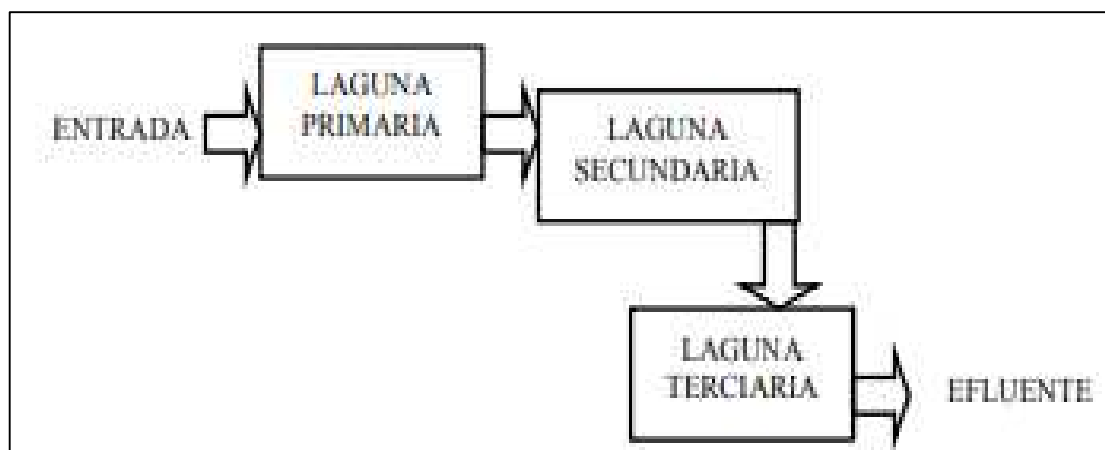 ENTRADA
LAGUNA
PRIMARIA
LAGUNA
SECUNDARIA
LAGUNA
TERCIARIA
EFLUENTE